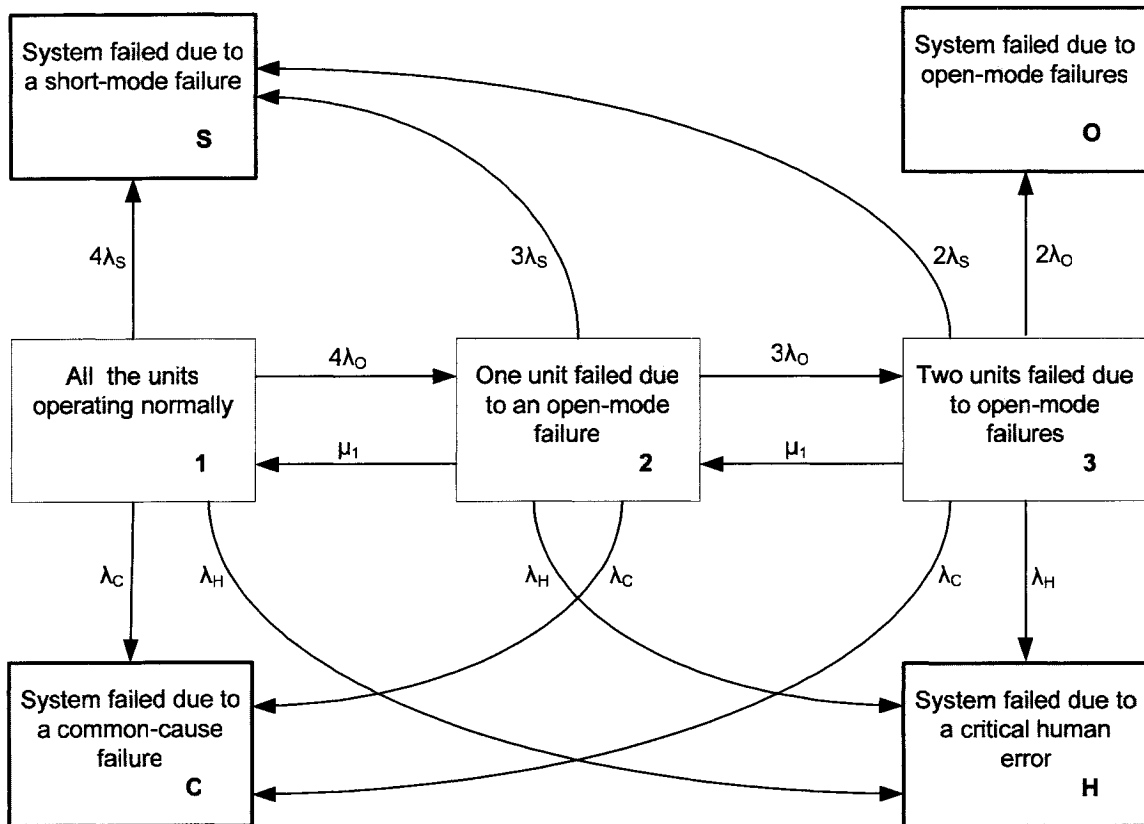 System failed due to
a short-mode failure
S
System failed due to
open-mode failures
O
4λS
3λS
2λS
2λO
All the units
operating normally
1
4λO
μ1
One unit failed due
to an open-mode
failure
2
3λO
μ1
Two units failed due
to open-mode
failures
3
λC
λH
λH
λC
λC
λH
System failed due to
a common-cause
failure
C
System failed due to
a critical human
error
H